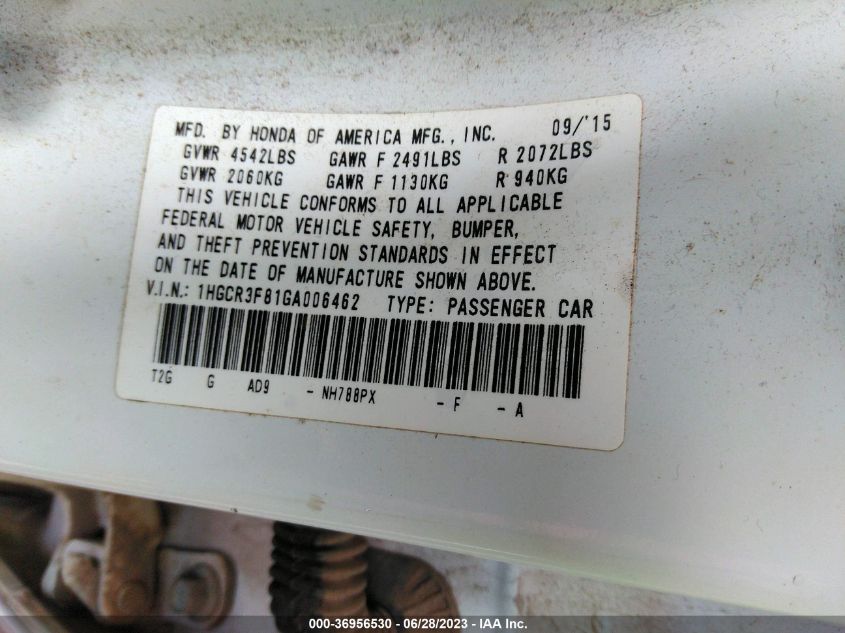 MFD. BY HONDA OF AMERICA MFG., INC. 09/'15
GVWR 4542LBS GAWR F 2491LBS R 2072LBS
GVWR 2060KG GAWR F 1130KG R 940KG
THIS VEHICLE CONFORMS TO ALL APPLICABLE
FEDERAL MOTOR VEHICLE SAFETY, BUMPER,
AND THEFT PREVENTION STANDARDS IN EFFECT
ON THE DATE OF MANUFACTURE SHOWN ABOVE.
V.I.N.: 1HGCR3F81GA006462 TYPE: PASSENGER CAR
T2G G AD9 - NH788PX - F - A
000-36956530 - 06/28/2023 - IAA Inc.